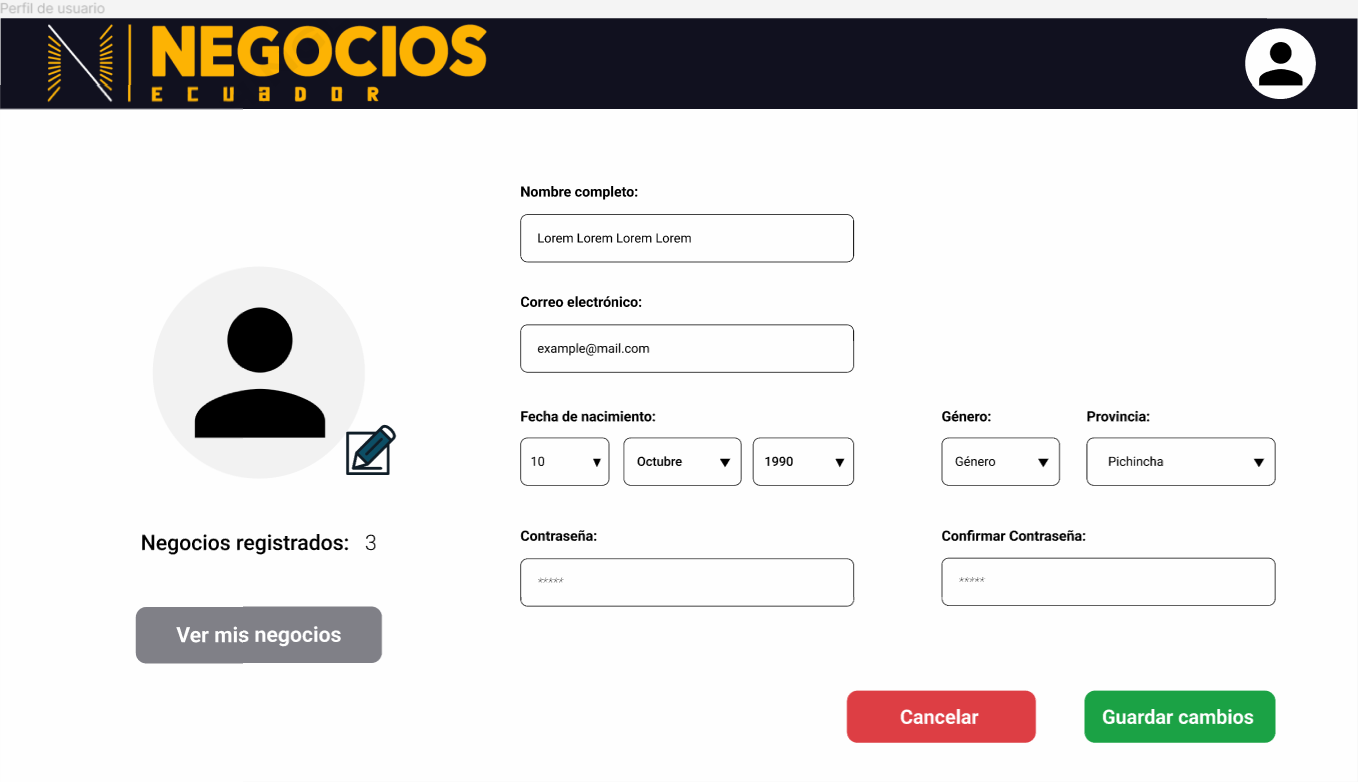 Perfil de usuario
NEGOCIOS
ECUADOR
Nombre completo:
Lorem Lorem Lorem Lorem
Correo electrónico:
example@mail.com
Fecha de nacimiento:
Género:
Provincia:
10
Octubre
1990
Género
Pichincha
Contraseña:
Confirmar Contraseña:
*****
*****
Negocios registrados: 3
Ver mis negocios
Cancelar
Guardar cambios